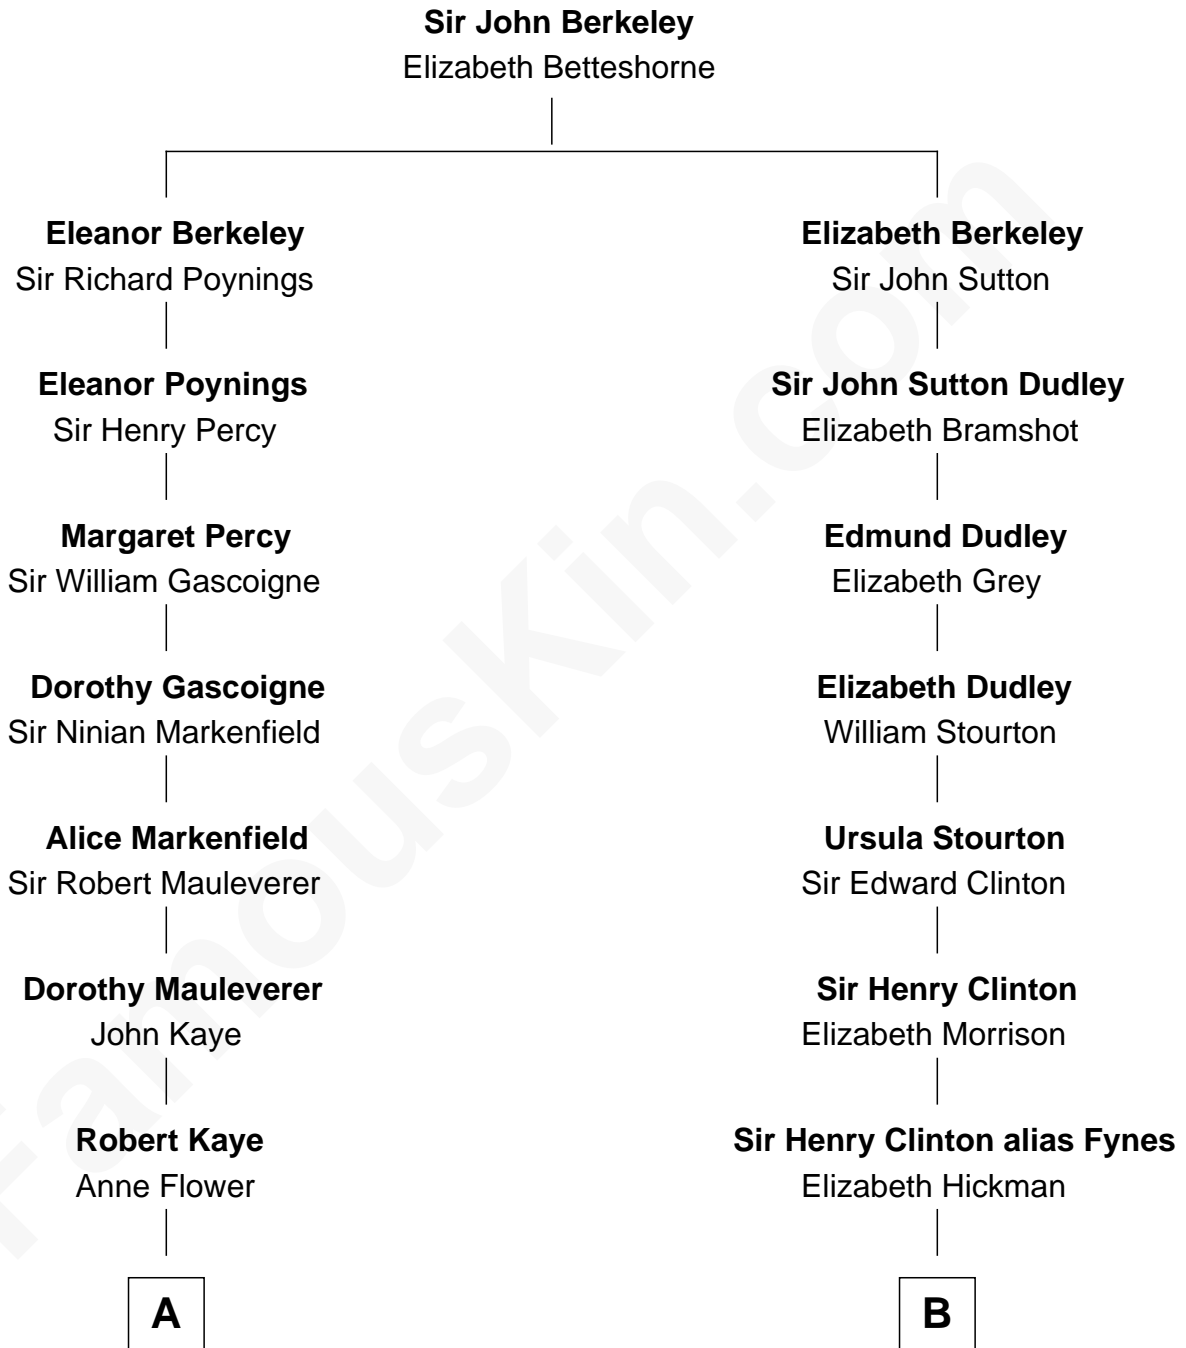 Sir John Berkeley
Elizabeth Betteshorne
Eleanor Berkeley
Sir Richard Poynings
Elizabeth Berkeley
Sir John Sutton
Eleanor Poynings
Sir Henry Percy
Sir John Sutton Dudley
Elizabeth Bramshot
Margaret Percy
Sir William Gascoigne
Edmund Dudley
Elizabeth Grey
Dorothy Gascoigne
Sir Ninian Markenfield
Elizabeth Dudley
William Stourton
Alice Markenfield
Sir Robert Mauleverer
Ursula Stourton
Sir Edward Clinton
Dorothy Mauleverer
John Kaye
Sir Henry Clinton
Elizabeth Morrison
Robert Kaye
Anne Flower
Sir Henry Clinton alias Fynes
Elizabeth Hickman
A
B
FamousKin.com